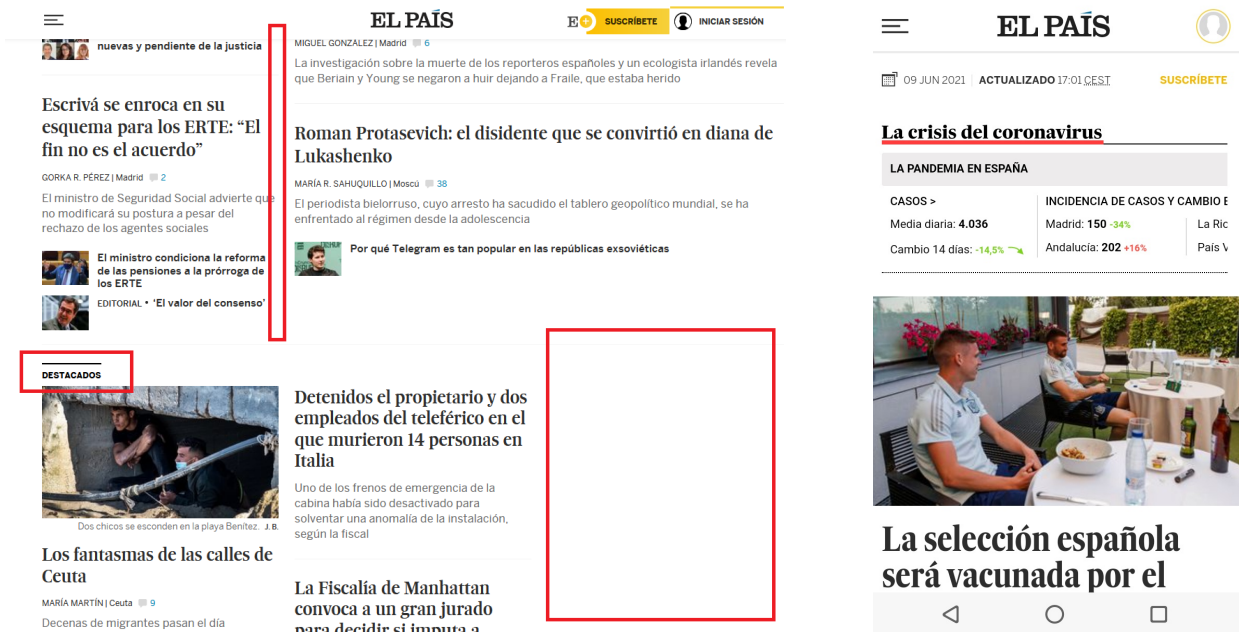 EL PAÍS
E+ SUSCRÍBETE
INICIAR SESIÓN
nuevas y pendiente de la justicia
Escrivá se enroca en su
esquema para los ERTE: “El
fin no es el acuerdo”
GORKA R. PÉREZ | Madrid 2
El ministro de Seguridad Social advierte que
no modificará su postura a pesar del
rechazo de los agentes sociales
El ministro condiciona la reforma
de las pensiones a la prórroga de
los ERTE
EDITORIAL • ‘El valor del consenso’
MIGUEL GONZÁLEZ | Madrid 6
La investigación sobre la muerte de los reporteros españoles y un ecologista irlandés revela
que Beriain y Young se negaron a huir dejando a Fraile, que estaba herido
Roman Protasevich: el disidente que se convirtió en diana de
Lukashenko
MARÍA R. SAHUQUILLO | Moscú 38
El periodista bielorruso, cuyo arresto ha sacudido el tablero geopolítico mundial, se ha
enfrentado al régimen desde la adolescencia
Por qué Telegram es tan popular en las repúblicas exsoviéticas
DESTACADOS
Dos chicos se esconden en la playa Benítez. J. B.
Los fantasmas de las calles de
Ceuta
MARÍA MARTÍN | Ceuta 9
Decenas de migrantes pasan el día
Detenidos el propietario y dos
empleados del teleférico en el
que murieron 14 personas en
Italia
Uno de los frenos de emergencia de la
cabina había sido desactivado para
solventar una anomalía de la instalación,
según la fiscal
La Fiscalía de Manhattan
convoca a un gran jurado
para decidir si imputa a
EL PAÍS
09 JUN 2021 | ACTUALIZADO 17:01 CEST
SUSCRÍBETE
La crisis del coronavirus
LA PANDEMIA EN ESPAÑA
CASOS >
Media diaria: 4.036
Cambio 14 días: -14,5%
INCIDENCIA DE CASOS Y CAMBIO E
Madrid: 150 -34%
Andalucía: 202 +16%
La Rio
País V
La selección española
será vacunada por el